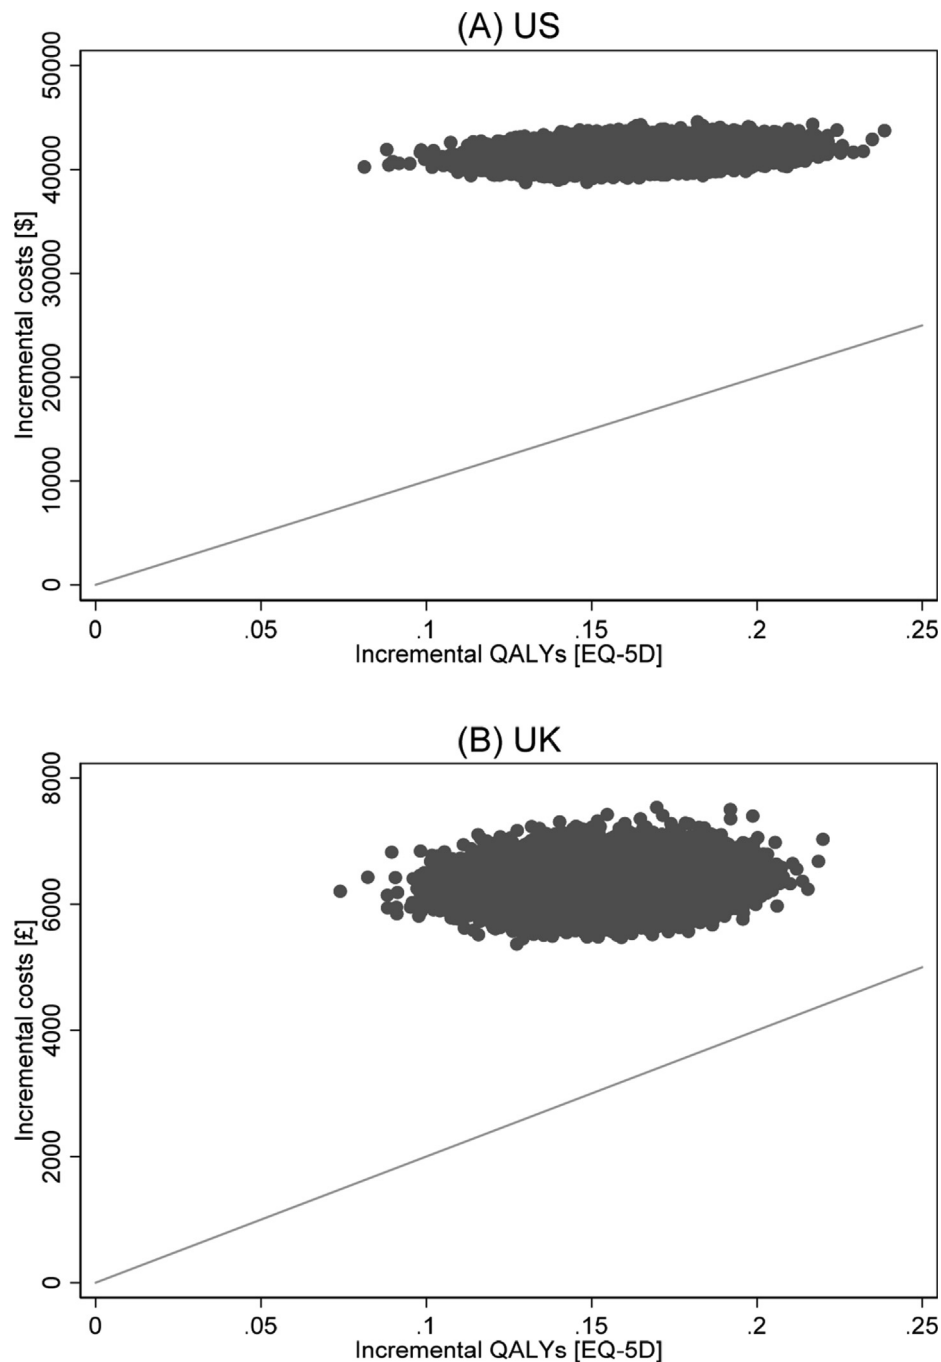 (A) US
Incremental costs [$]
50000
40000
30000
20000
10000
0
0 .05 .1 .15 .2 .25
Incremental QALYs [EQ-5D]
(B) UK
Incremental costs [£]
8000
6000
4000
2000
0
0 .05 .1 .15 .2 .25
Incremental QALYs [EQ-5D]